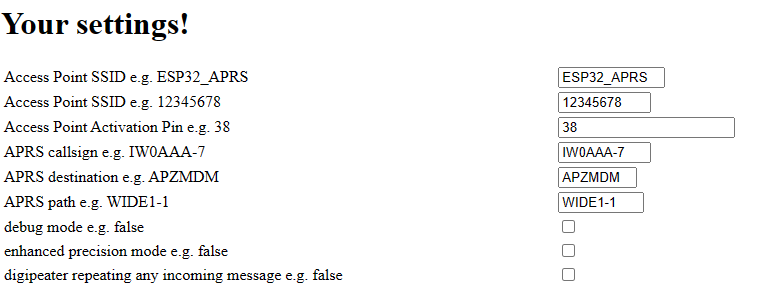 Your settings!
Access Point SSID e.g. ESP32_APRS ESP32_APRS
Access Point SSID e.g. 12345678 12345678
Access Point Activation Pin e.g. 38 38
APRS callsign e.g. IW0AAA-7 IW0AAA-7
APRS destination e.g. APZMDM APZMDM
APRS path e.g. WIDE1-1 WIDE1-1
debug mode e.g. false
enhanced precision mode e.g. false
digipeater repeating any incoming message e.g. false